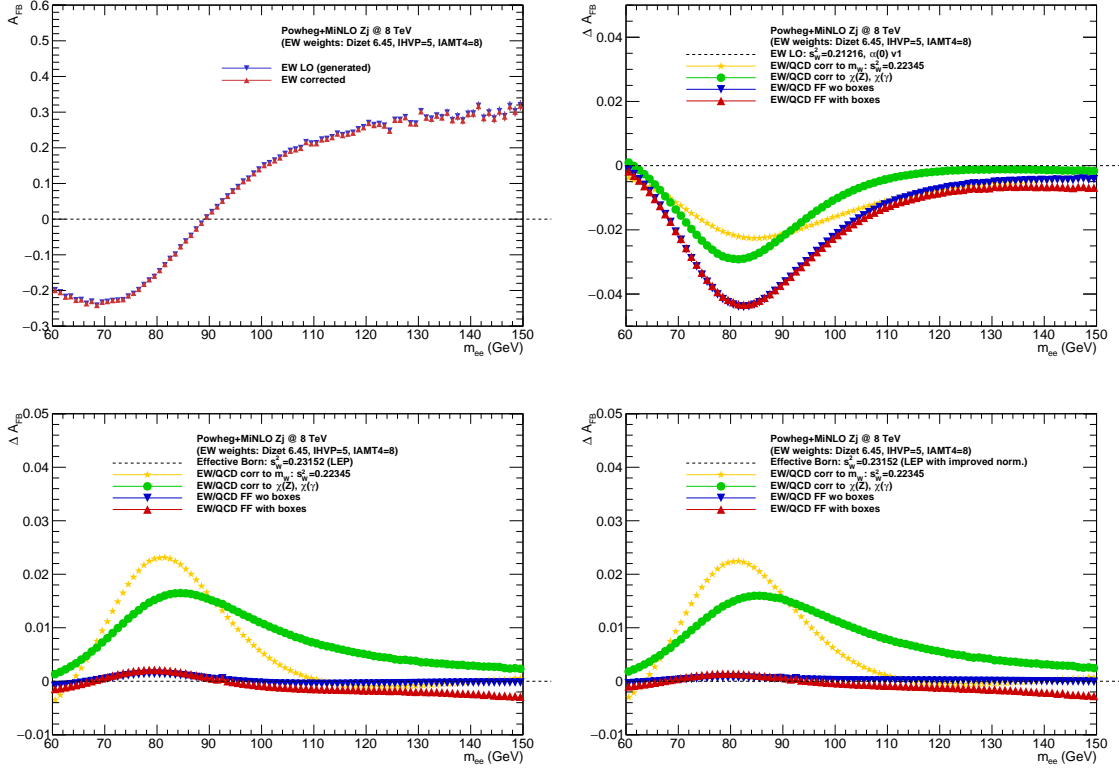 A_FB
0.6
0.5
0.4
0.3
0.2
0.1
0
−0.1
−0.2
−0.3
Powheg+MiNLO Zj @ 8 TeV
(EW weights: Dizet 6.45, IHVP=5, IAMT4=8)
EW LO (generated)
EW corrected
60 70 80 90 100 110 120 130 140 150
m_ee (GeV)
Δ A_FB
0.04
0.02
0
−0.02
−0.04
Powheg+MiNLO Zj @ 8 TeV
(EW weights: Dizet 6.45, IHVP=5, IAMT4=8)
EW LO: s²_W=0.21216, α(0) v1
EW/QCD corr to m_W: s²_W=0.22345
EW/QCD corr to χ(Z), χ(γ)
EW/QCD FF wo boxes
EW/QCD FF with boxes
60 70 80 90 100 110 120 130 140 150
m_ee (GeV)
Δ A_FB
0.05
0.04
0.03
0.02
0.01
0
−0.01
Powheg+MiNLO Zj @ 8 TeV
(EW weights: Dizet 6.45, IHVP=5, IAMT4=8)
Effective Born: s²_W=0.23152 (LEP)
EW/QCD corr to m_W: s²_W=0.22345
EW/QCD corr to χ(Z), χ(γ)
EW/QCD FF wo boxes
EW/QCD FF with boxes
60 70 80 90 100 110 120 130 140 150
m_ee (GeV)
Δ A_FB
0.05
0.04
0.03
0.02
0.01
0
−0.01
Powheg+MiNLO Zj @ 8 TeV
(EW weights: Dizet 6.45, IHVP=5, IAMT4=8)
Effective Born: s²_W=0.23152 (LEP with improved norm.)
EW/QCD corr to m_W: s²_W=0.22345
EW/QCD corr to χ(Z), χ(γ)
EW/QCD FF wo boxes
EW/QCD FF with boxes
60 70 80 90 100 110 120 130 140 150
m_ee (GeV)